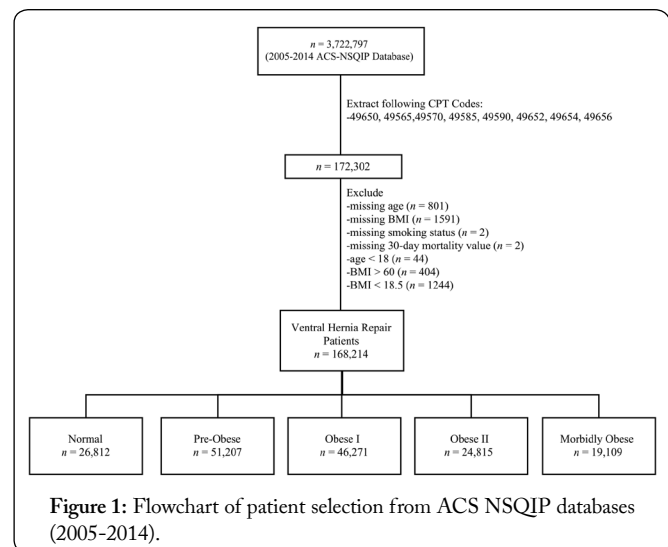 n = 3,722,797
(2005-2014 ACS-NSQIP Database)
Extract following CPT Codes:
-49650, 49565,49570, 49585, 49590, 49652, 49654, 49656
n = 172,302
Exclude
-missing age (n = 801)
-missing BMI (n = 1591)
-missing smoking status (n = 2)
-missing 30-day mortality value (n = 2)
-age < 18 (n = 44)
-BMI > 60 (n = 404)
-BMI < 18.5 (n = 1244)
Ventral Hernia Repair
Patients
n = 168,214
Normal
n = 26,812
Pre-Obese
n = 51,207
Obese I
n = 46,271
Obese II
n = 24,815
Morbidly Obese
n = 19,109
Figure 1: Flowchart of patient selection from ACS NSQIP databases
(2005-2014).